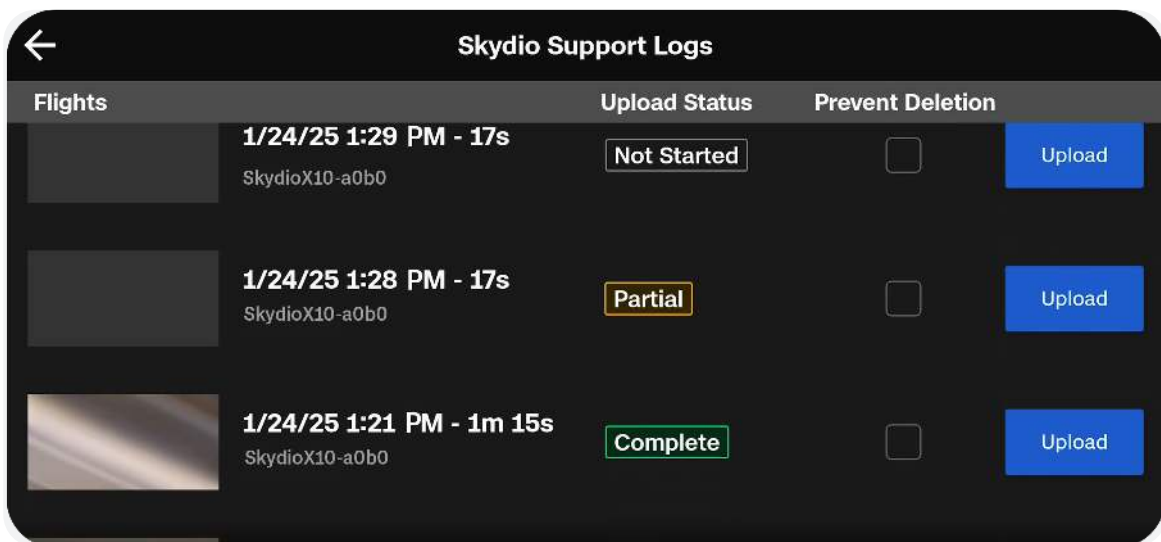 Skydio Support Logs
Flights Upload Status Prevent Deletion
1/24/25 1:29 PM - 17s
SkydioX10-a0b0
Not Started
Upload
1/24/25 1:28 PM - 17s
SkydioX10-a0b0
Partial
Upload
1/24/25 1:21 PM - 1m 15s
SkydioX10-a0b0
Complete
Upload